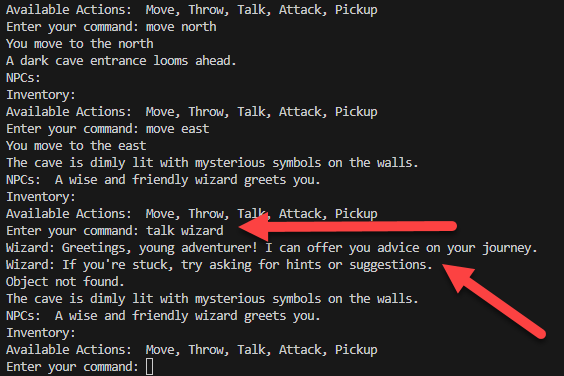 Available Actions:  Move, Throw, Talk, Attack, Pickup
Enter your command: move north
You move to the north
A dark cave entrance looms ahead.
NPCs:
Inventory:
Available Actions:  Move, Throw, Talk, Attack, Pickup
Enter your command: move east
You move to the east
The cave is dimly lit with mysterious symbols on the walls.
NPCs:  A wise and friendly wizard greets you.
Inventory:
Available Actions:  Move, Throw, Talk, Attack, Pickup
Enter your command: talk wizard
Wizard: Greetings, young adventurer! I can offer you advice on your journey.
Wizard: If you're stuck, try asking for hints or suggestions.
Object not found.
The cave is dimly lit with mysterious symbols on the walls.
NPCs:  A wise and friendly wizard greets you.
Inventory:
Available Actions:  Move, Throw, Talk, Attack, Pickup
Enter your command: